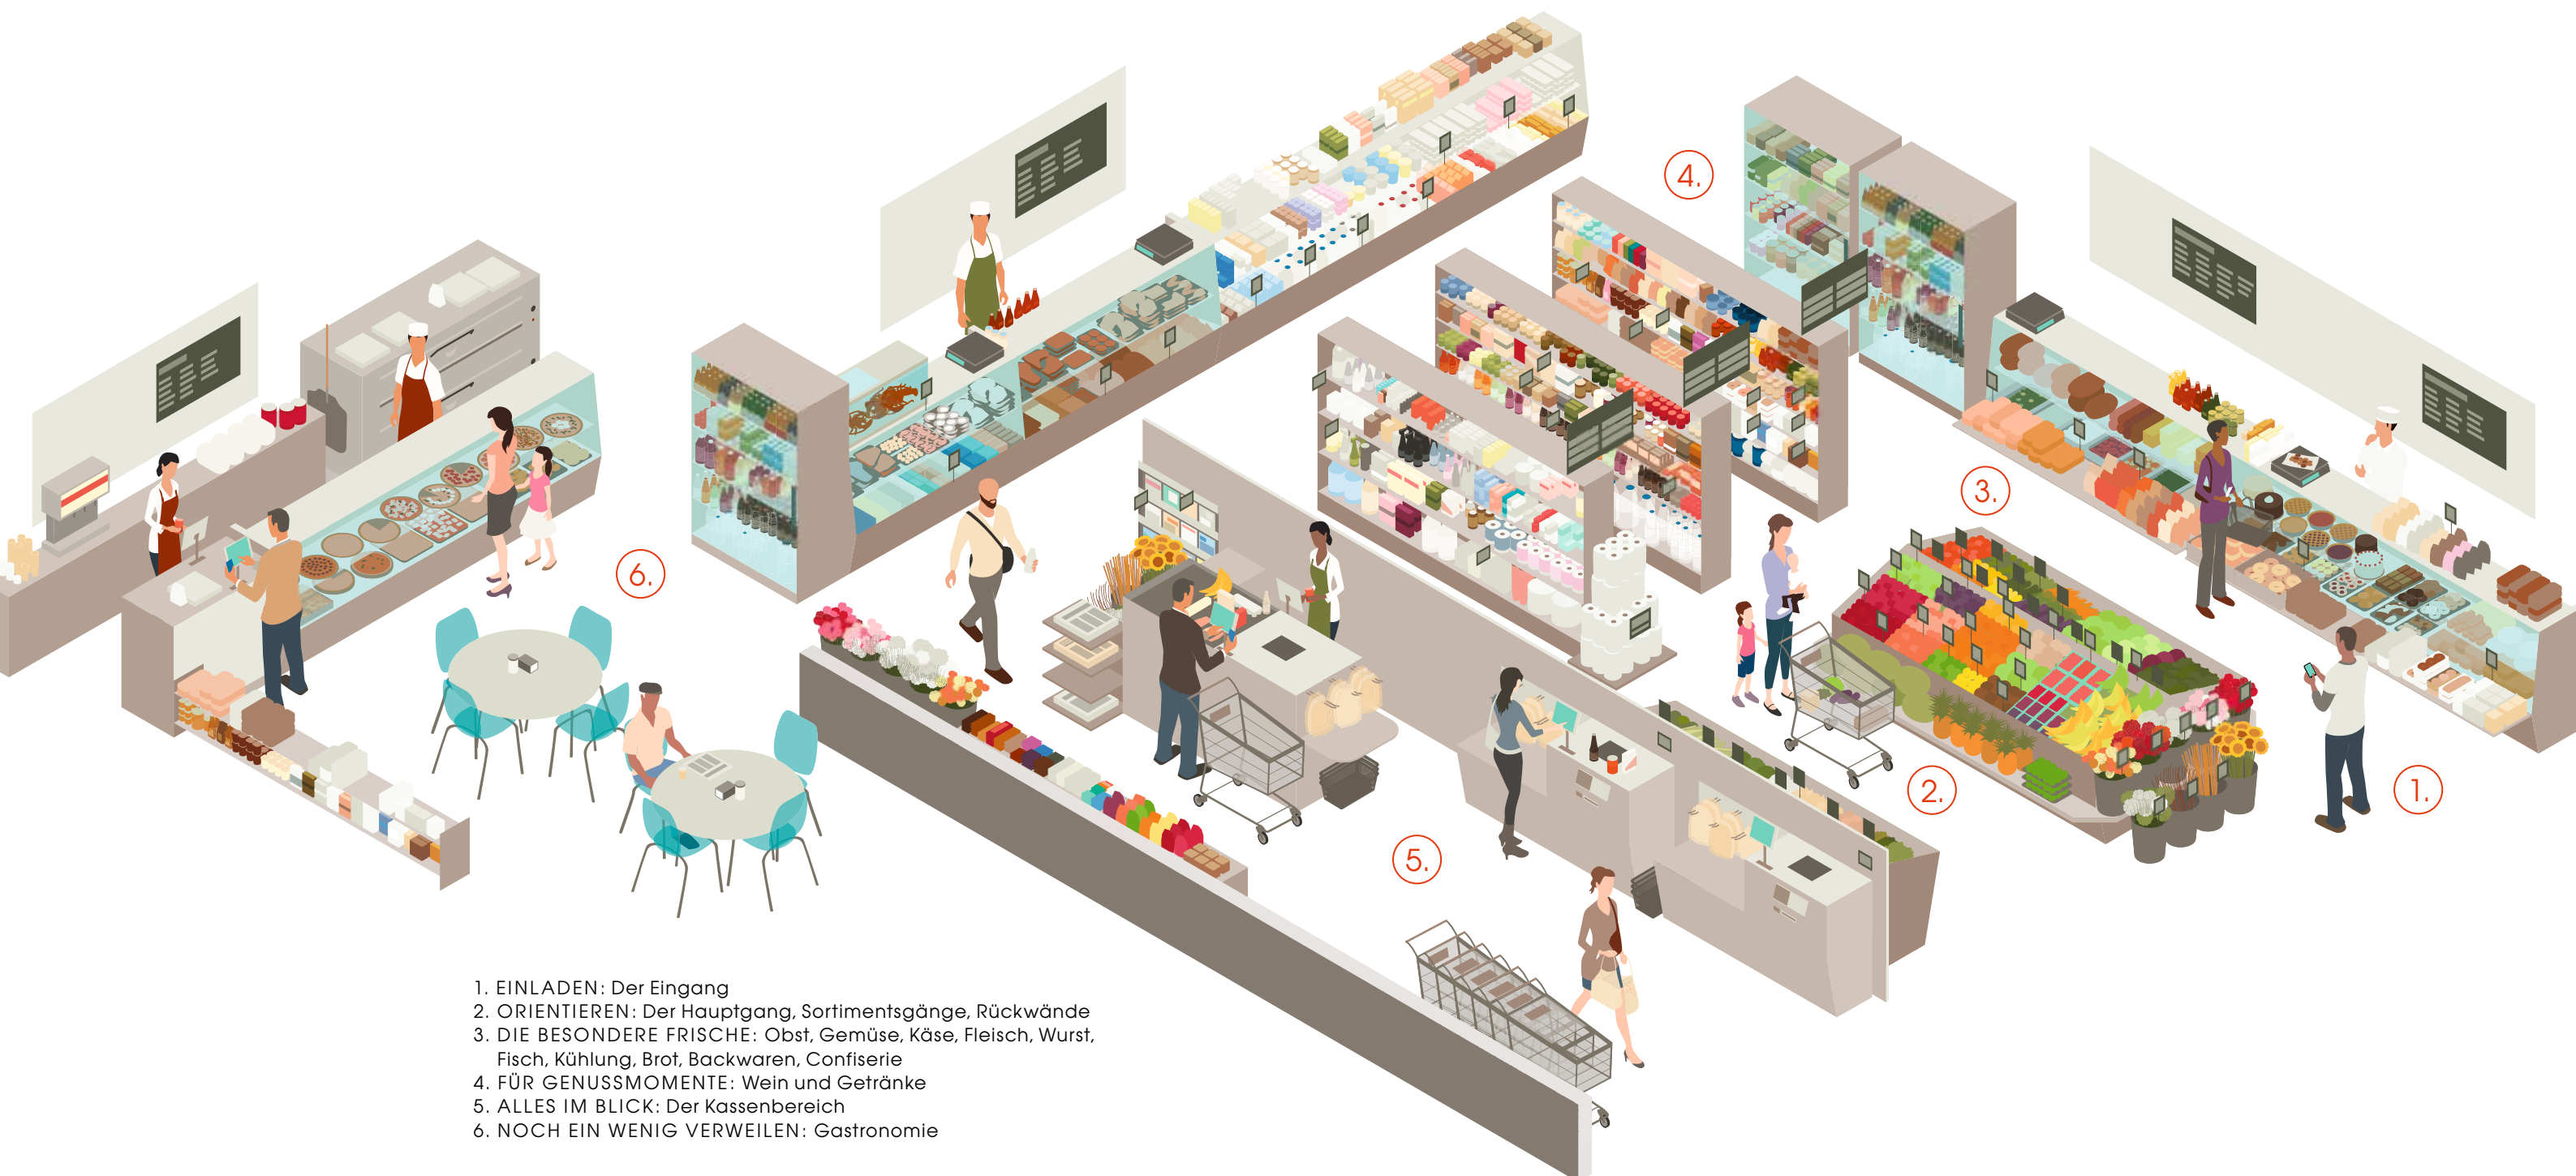 4.
3.
6.
2.
1.
5.
1. EINLADEN: Der Eingang
2. ORIENTIEREN: Der Hauptgang, Sortimentsgänge, Rückwände
3. DIE BESONDERE FRISCHE: Obst, Gemüse, Käse, Fleisch, Wurst,
Fisch, Kühlung, Brot, Backwaren, Confiserie
4. FÜR GENUSSMOMENTE: Wein und Getränke
5. ALLES IM BLICK: Der Kassenbereich
6. NOCH EIN WENIG VERWEILEN: Gastronomie